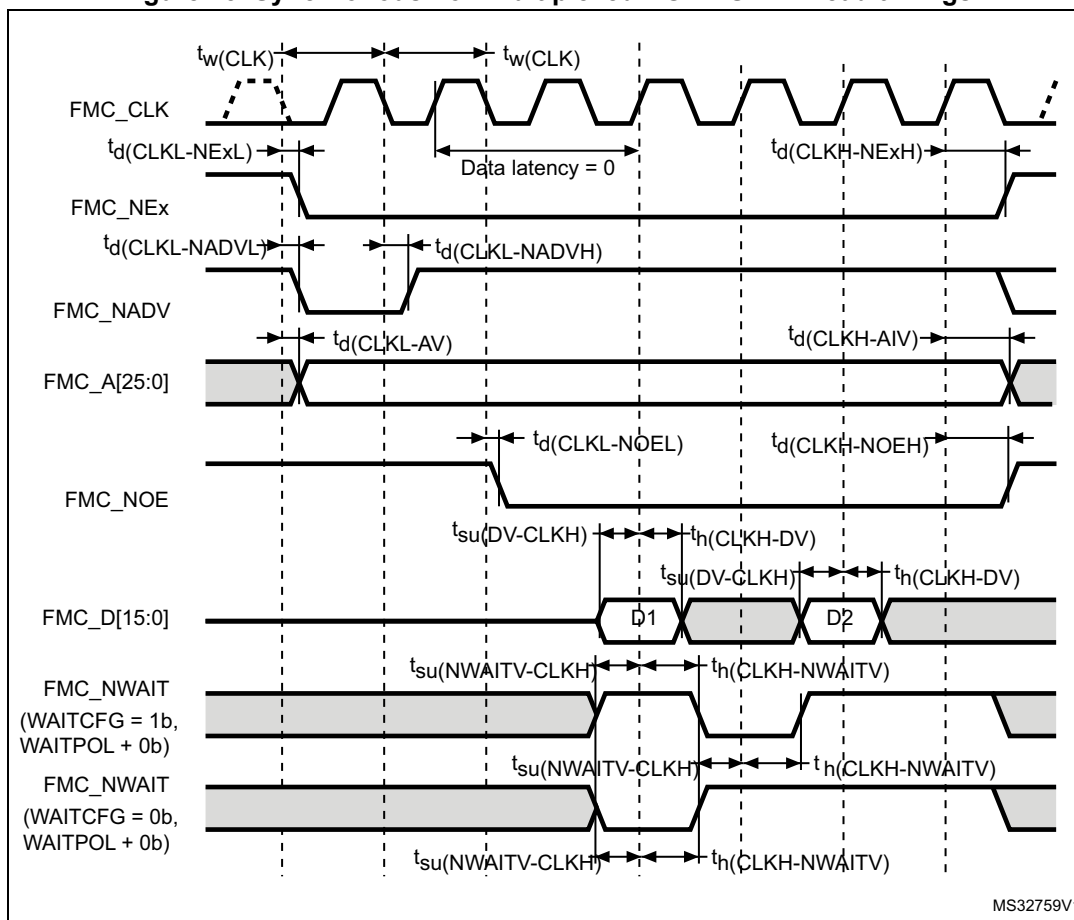 tw(CLK)
tw(CLK)
FMC_CLK
td(CLKL-NExL)
Data latency = 0
td(CLKH-NExH)
FMC_NEx
td(CLKL-NADVL)
td(CLKL-NADVH)
FMC_NADV
td(CLKL-AV)
td(CLKH-AIV)
FMC_A[25:0]
td(CLKL-NOEL)
td(CLKH-NOEH)
FMC_NOE
tsu(DV-CLKH)
th(CLKH-DV)
tsu(DV-CLKH)
th(CLKH-DV)
FMC_D[15:0]
D1
D2
tsu(NWAITV-CLKH)
th(CLKH-NWAITV)
FMC_NWAIT
(WAITCFG = 1b,
WAITPOL + 0b)
tsu(NWAITV-CLKH)
t h(CLKH-NWAITV)
FMC_NWAIT
(WAITCFG = 0b,
WAITPOL + 0b)
tsu(NWAITV-CLKH)
th(CLKH-NWAITV)